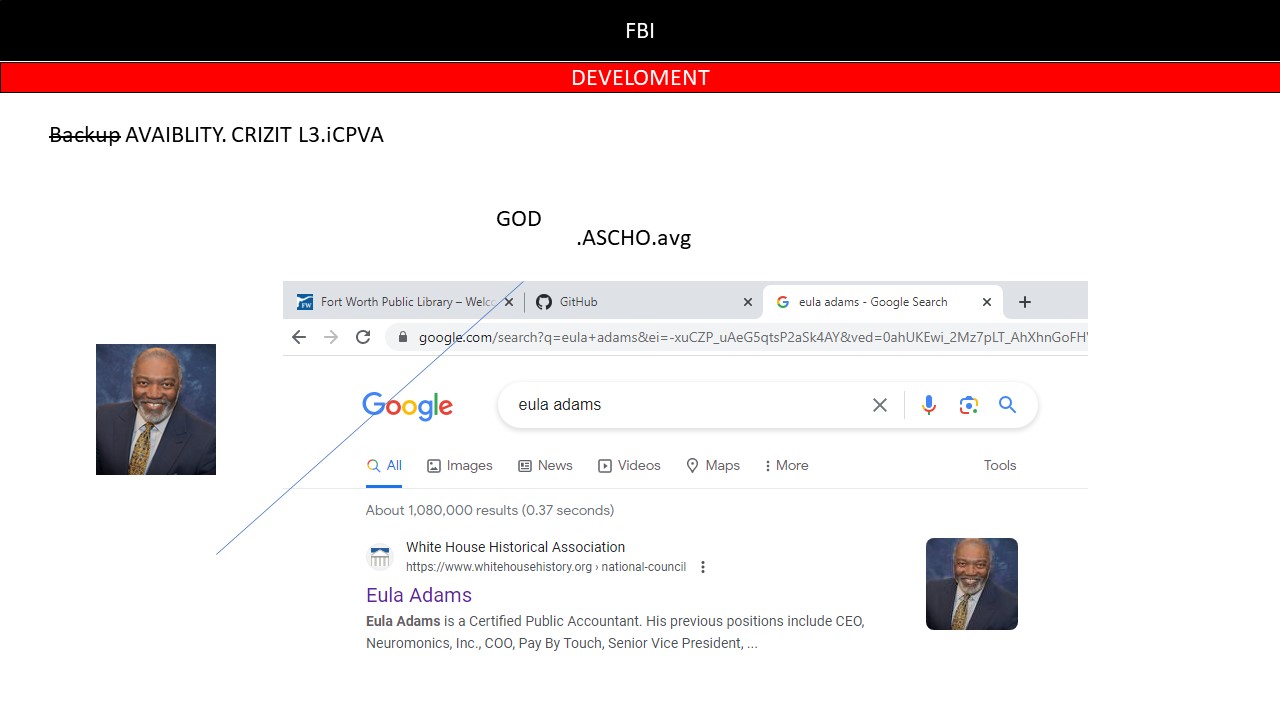 FBI
DEVELOMENT
Backup AVAIBLITY. CRIZIT L3.iCPVA
GOD
.ASCHO.avg
FW Fort Worth Public Library – Welc
GitHub
eula adams - Google Search
google.com/search?q=eula+adams&ei=-xuCZP_uAeG5qtsP2aSk4AY&ved=0ahUKEwi_2Mz7pLT_AhXhnGoFH
Google
eula adams
All Images News Videos Maps More Tools
About 1,080,000 results (0.37 seconds)
White House Historical Association
https://www.whitehousehistory.org › national-council
Eula Adams
Eula Adams is a Certified Public Accountant. His previous positions include CEO,
Neuromonics, Inc., COO, Pay By Touch, Senior Vice President, ...